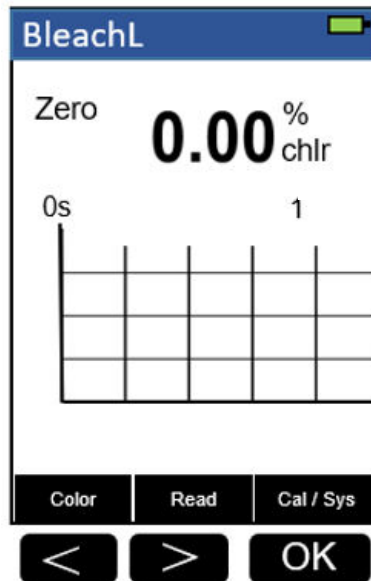 BleachL
Zero
0.00
%
chlr
0s 1
Color Read Cal / Sys
< > OK